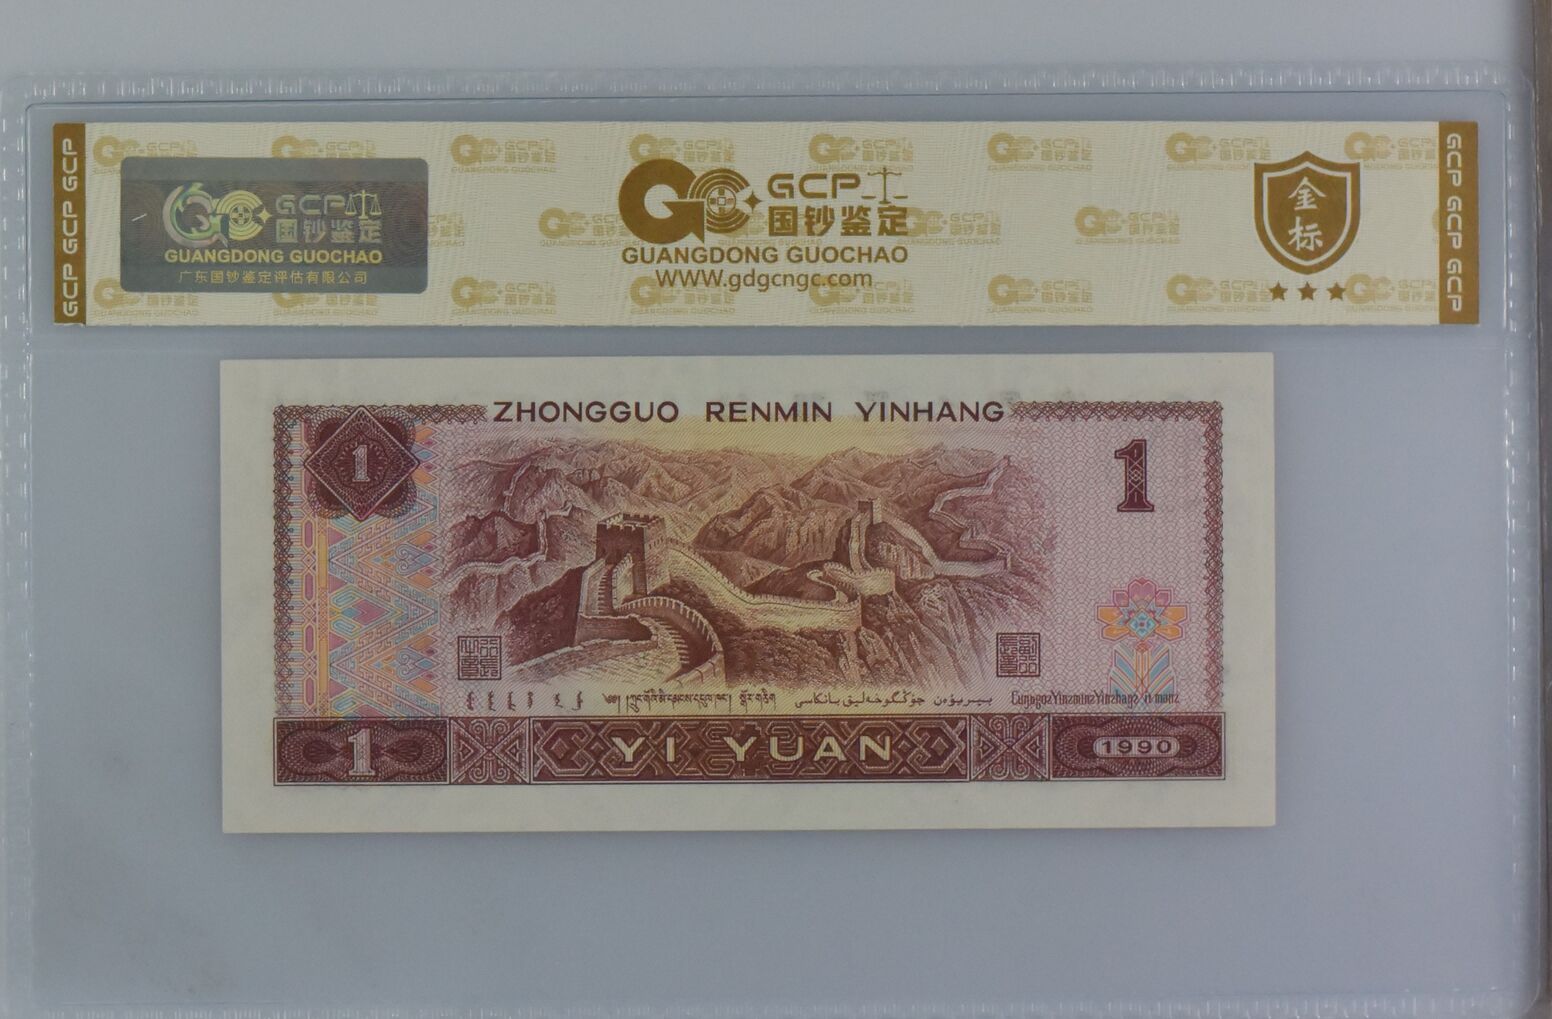 GCP GCP GCP
GCP
国钞鉴定
GUANGDONG GUOCHAO
广东国钞鉴定评估有限公司
GCP
国钞鉴定
GUANGDONG GUOCHAO
WWW.gdgcngc.com
金
标
GCP GCP GCP
ZHONGGUO RENMIN YINHANG
1
1
1
YI YUAN
1990